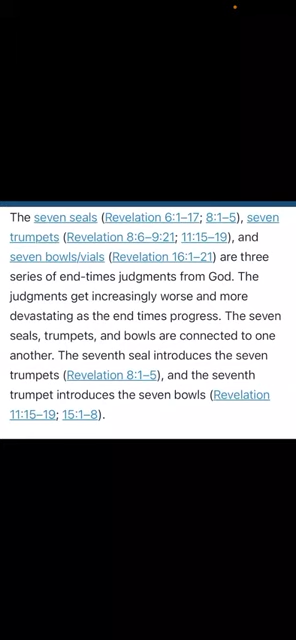 The seven seals (Revelation 6:1–17; 8:1–5), seven
trumpets (Revelation 8:6–9:21; 11:15–19), and
seven bowls/vials (Revelation 16:1–21) are three
series of end-times judgments from God. The
judgments get increasingly worse and more
devastating as the end times progress. The seven
seals, trumpets, and bowls are connected to one
another. The seventh seal introduces the seven
trumpets (Revelation 8:1–5), and the seventh
trumpet introduces the seven bowls (Revelation
11:15–19; 15:1–8).